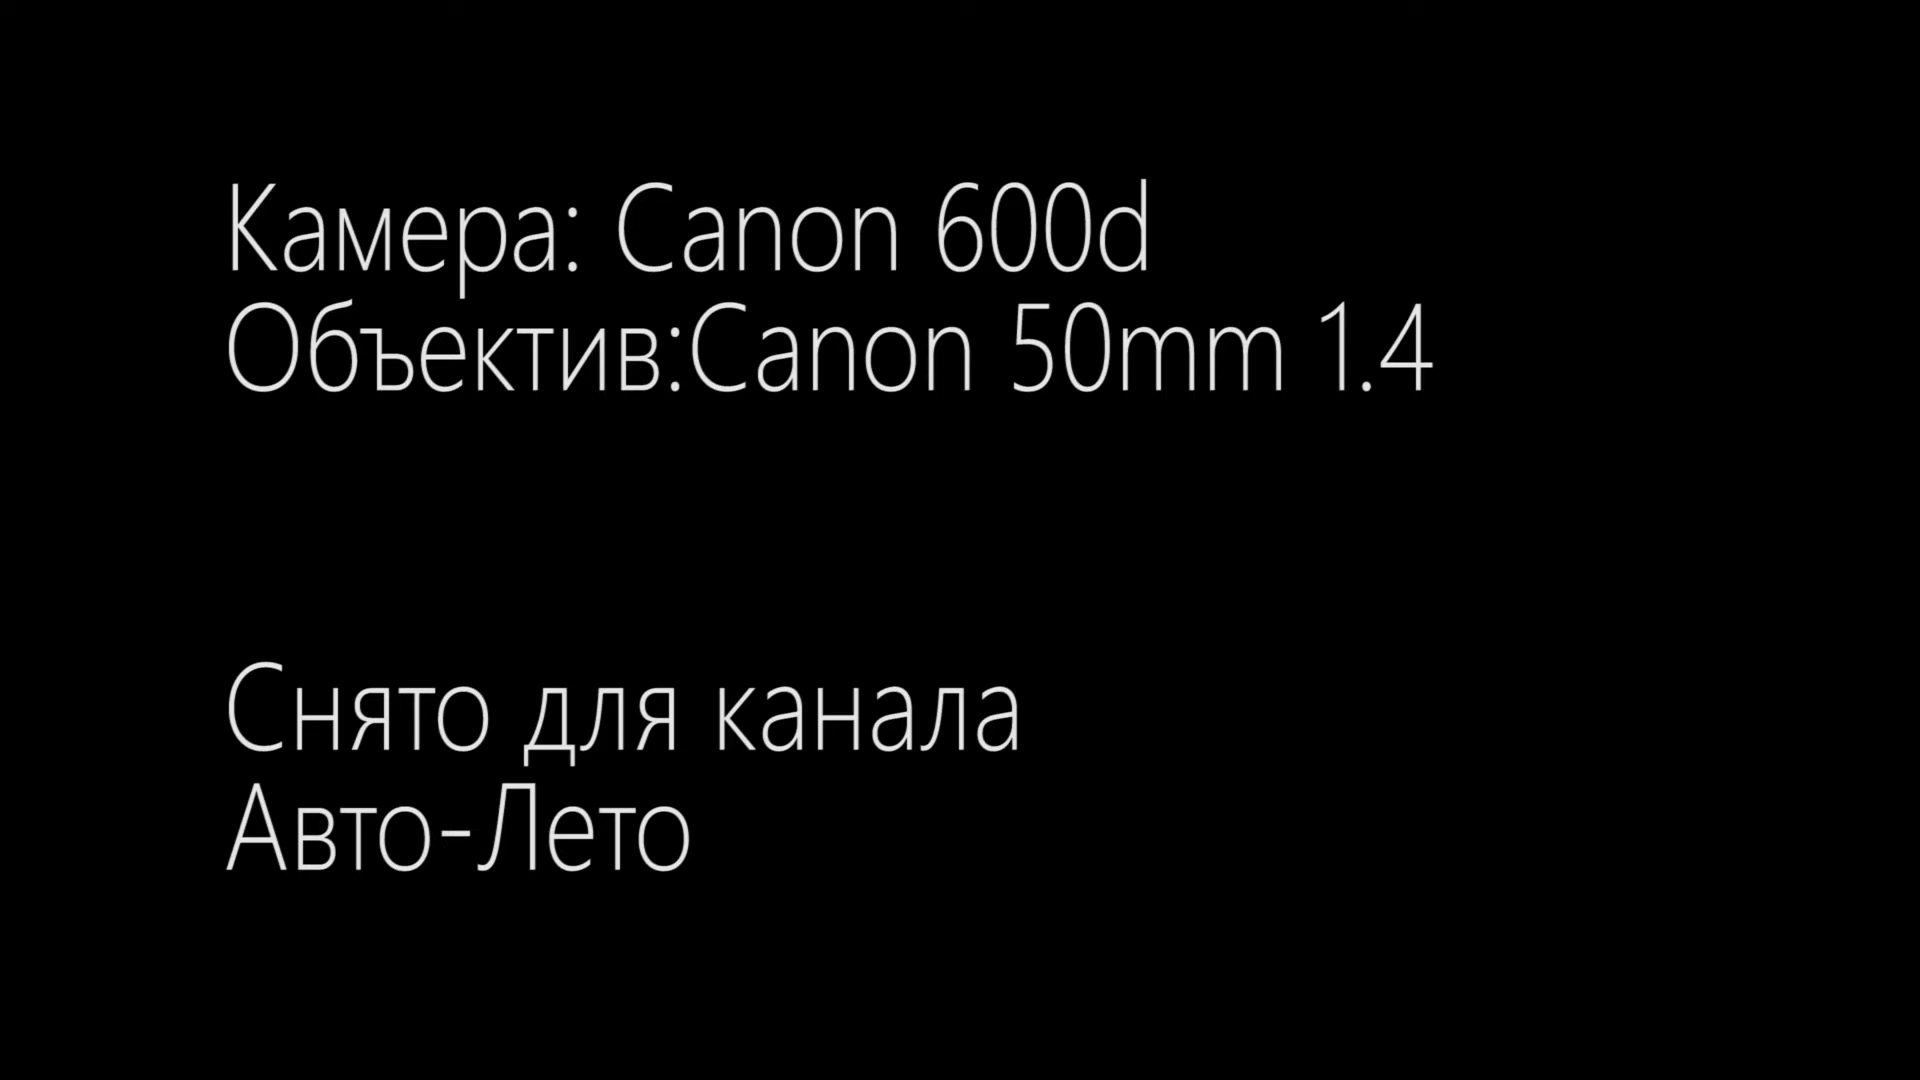 Камера: Canon 600d
Объектив:Canon 50mm 1.4
Снято для канала
Авто-Лето